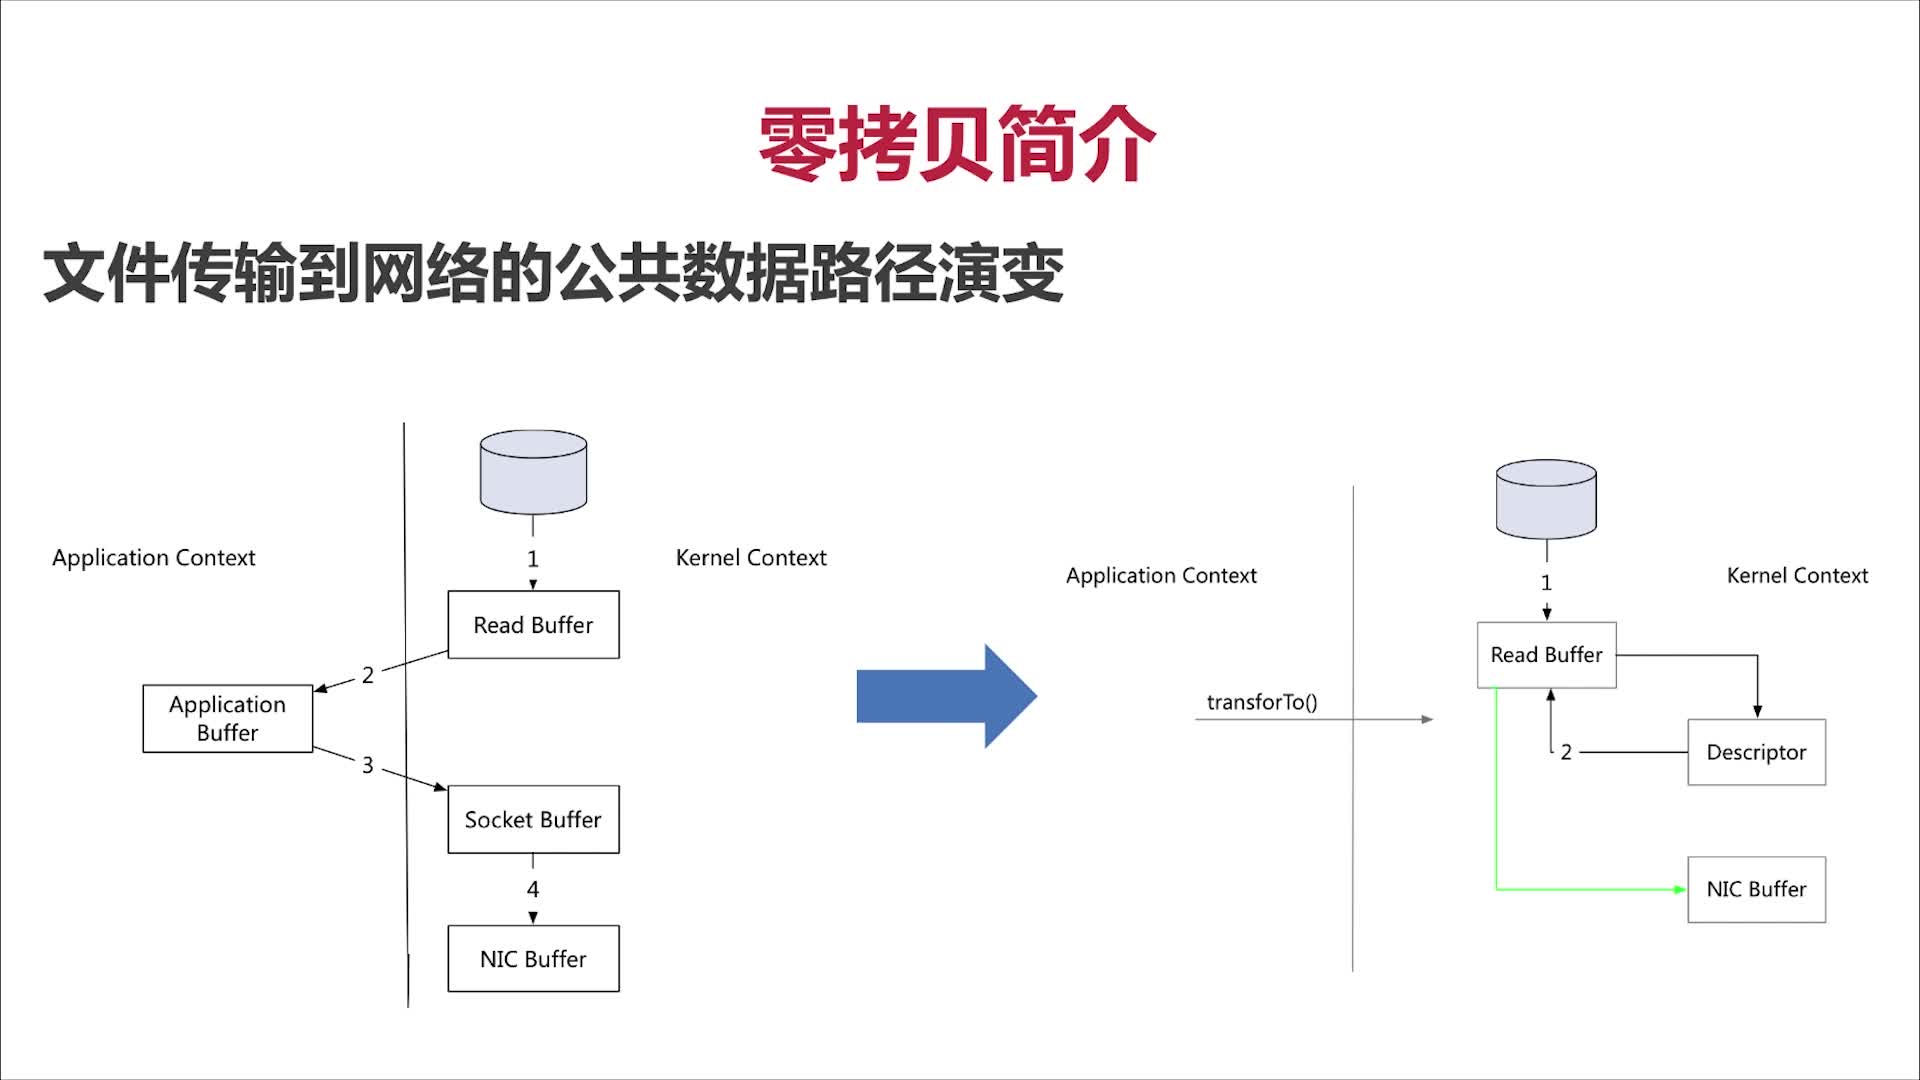 零拷贝简介
文件传输到网络的公共数据路径演变
Application Context
Kernel Context
1
Read Buffer
2
Application
Buffer
3
Socket Buffer
4
NIC Buffer
Application Context
Kernel Context
1
Read Buffer
transforTo()
2
Descriptor
NIC Buffer